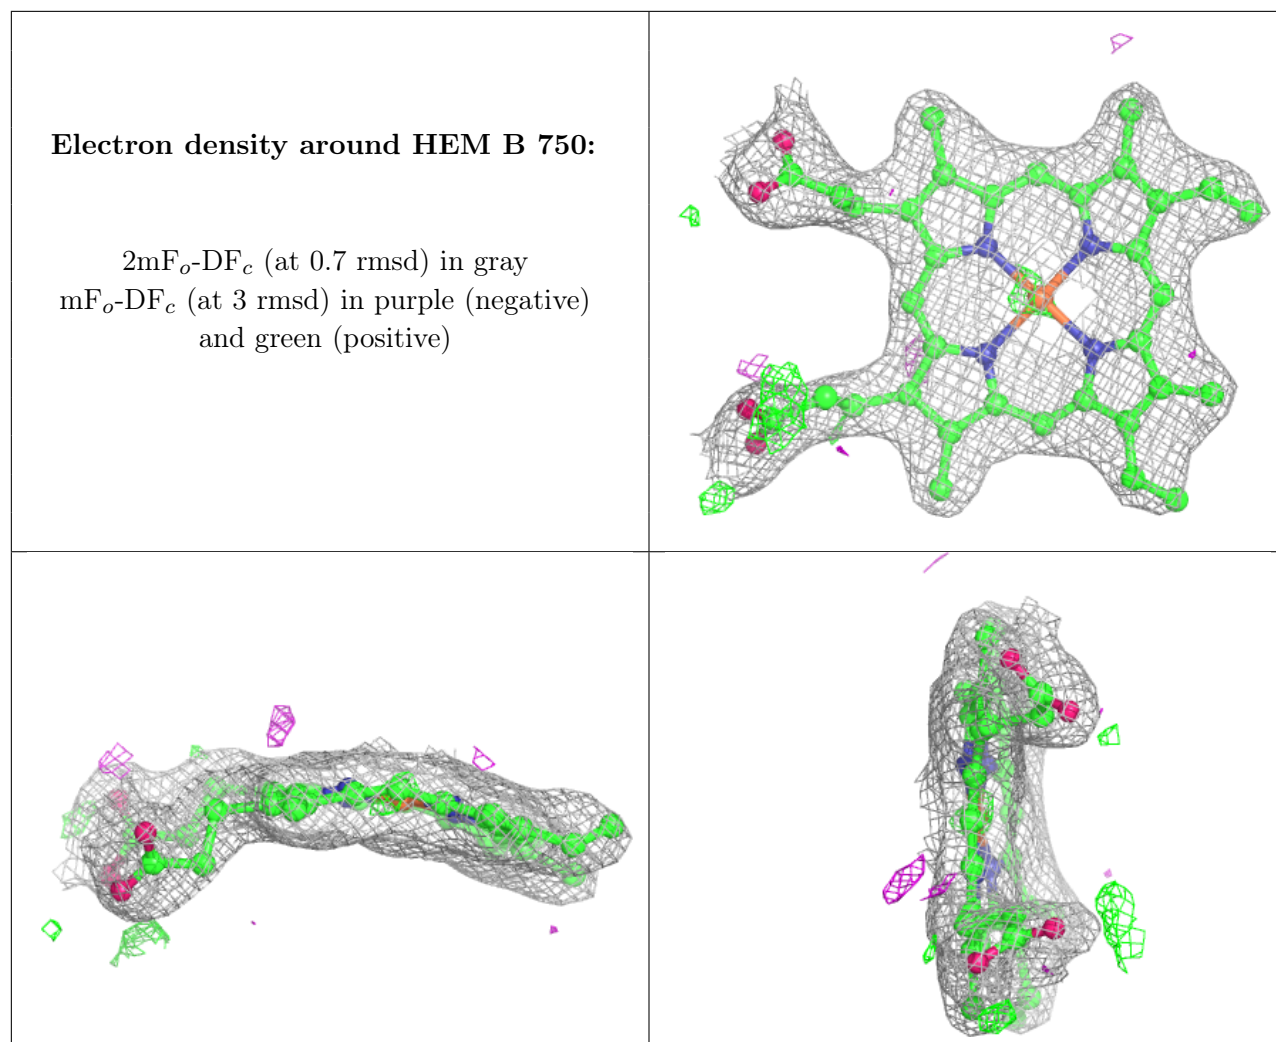 Electron density around HEM B 750:
2mFo-DFc (at 0.7 rmsd) in gray
mFo-DFc (at 3 rmsd) in purple (negative)
and green (positive)